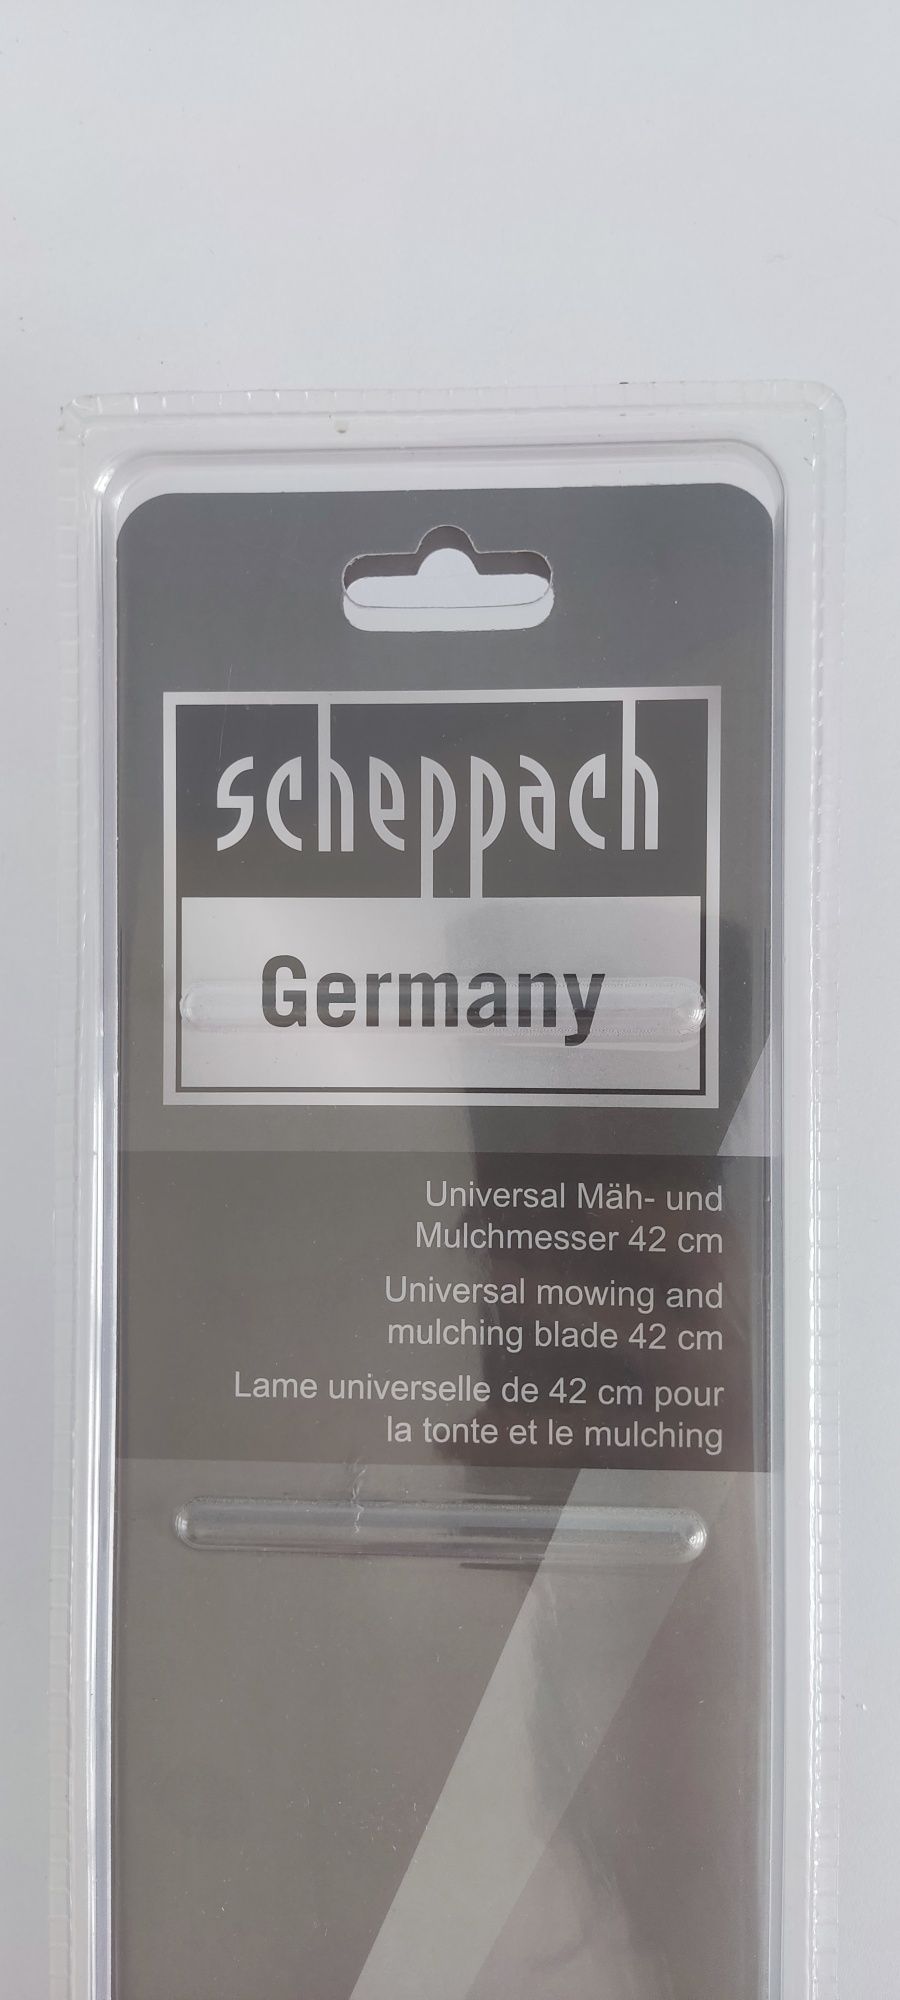 scheppach
Germany
Universal Mäh- und
Mulchmesser 42 cm
Universal mowing and
mulching blade 42 cm
Lame universelle de 42 cm pour
la tonte et le mulching